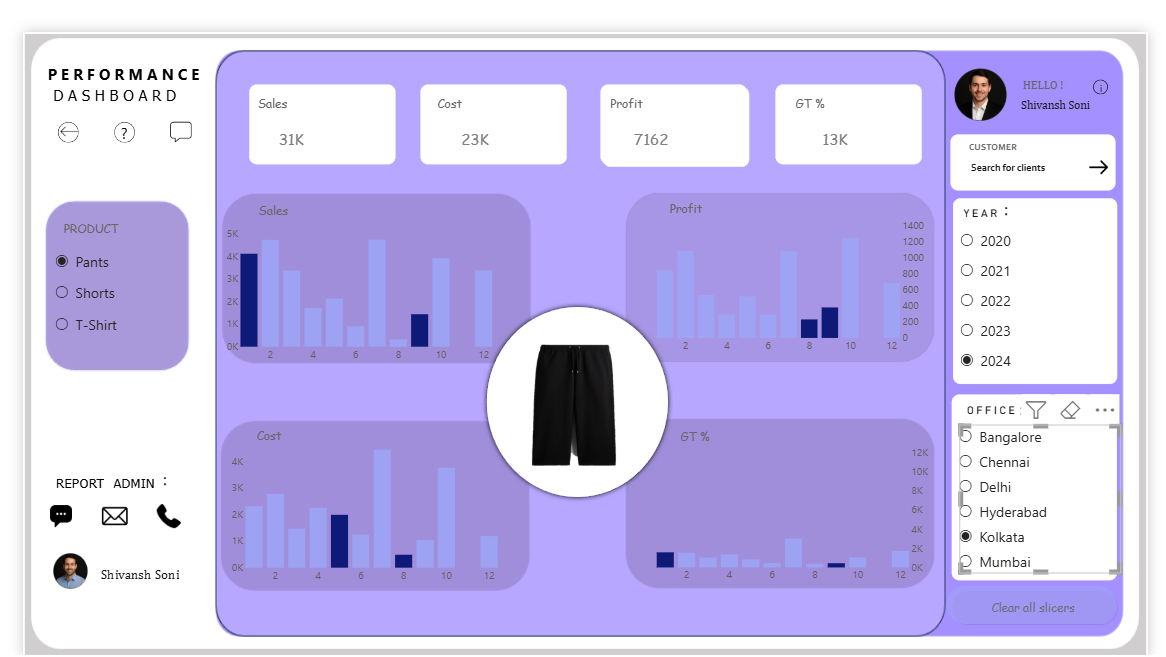 PERFORMANCE
DASHBOARD
?
PRODUCT
Pants
Shorts
T-Shirt
REPORT ADMIN :
Shivansh Soni
Sales
31K
Cost
23K
Profit
7162
GT %
13K
Sales
5K
4K
3K
2K
1K
0K
2 4 6 8 10 12
Profit
1400
1200
1000
800
600
400
200
0
2 4 6 8 10 12
Cost
4K
3K
2K
1K
0K
2 4 6 8 10 12
GT %
12K
10K
8K
6K
4K
2K
0K
2 4 6 8 10 12
HELLO !
Shivansh Soni
CUSTOMER
Search for clients
YEAR :
2020
2021
2022
2023
2024
OFFICE :
Bangalore
Chennai
Delhi
Hyderabad
Kolkata
Mumbai
Clear all slicers